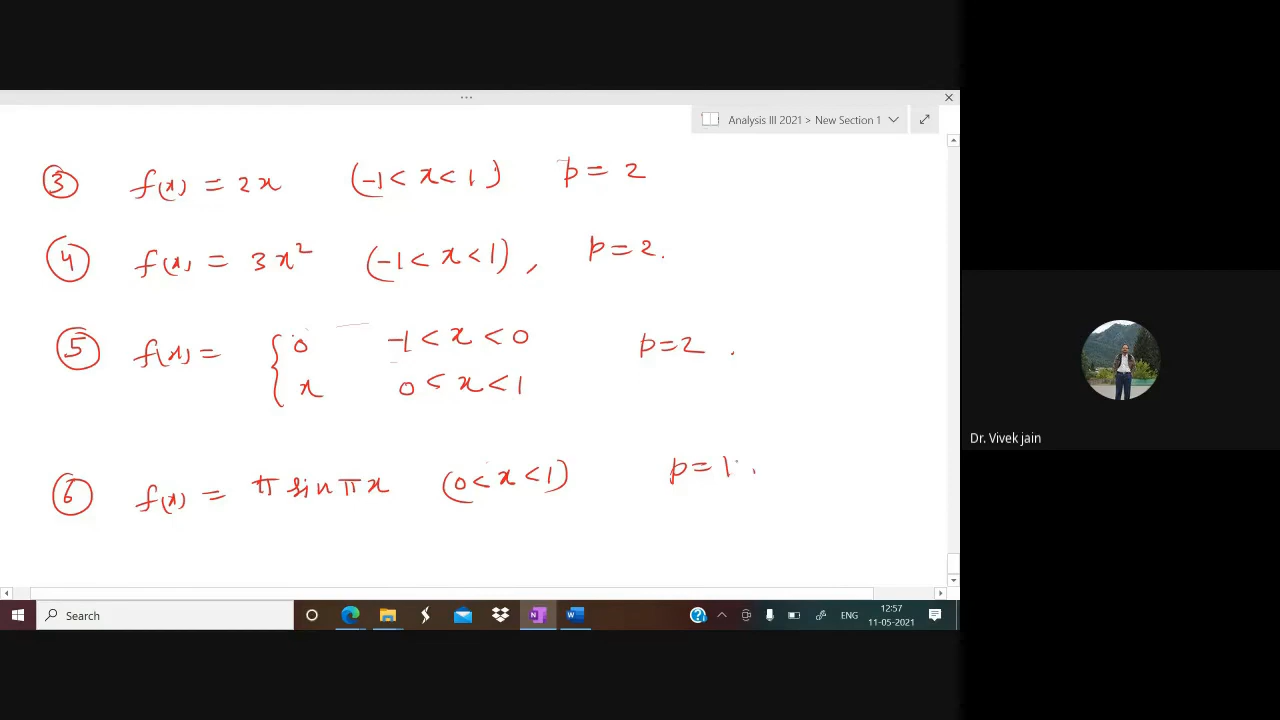 Analysis III 2021 > New Section 1
③ f(x) = 2x (-1 < x < 1) p = 2
④ f(x) = 3x² (-1 < x < 1) , p = 2.
⑤ f(x) = { 0 -1 < x < 0 p = 2 .
x 0 < x < 1
⑥ f(x) = π sin π x (0 < x < 1) p = 1 .
Dr. Vivek jain
Search
ENG
12:57
11-05-2021